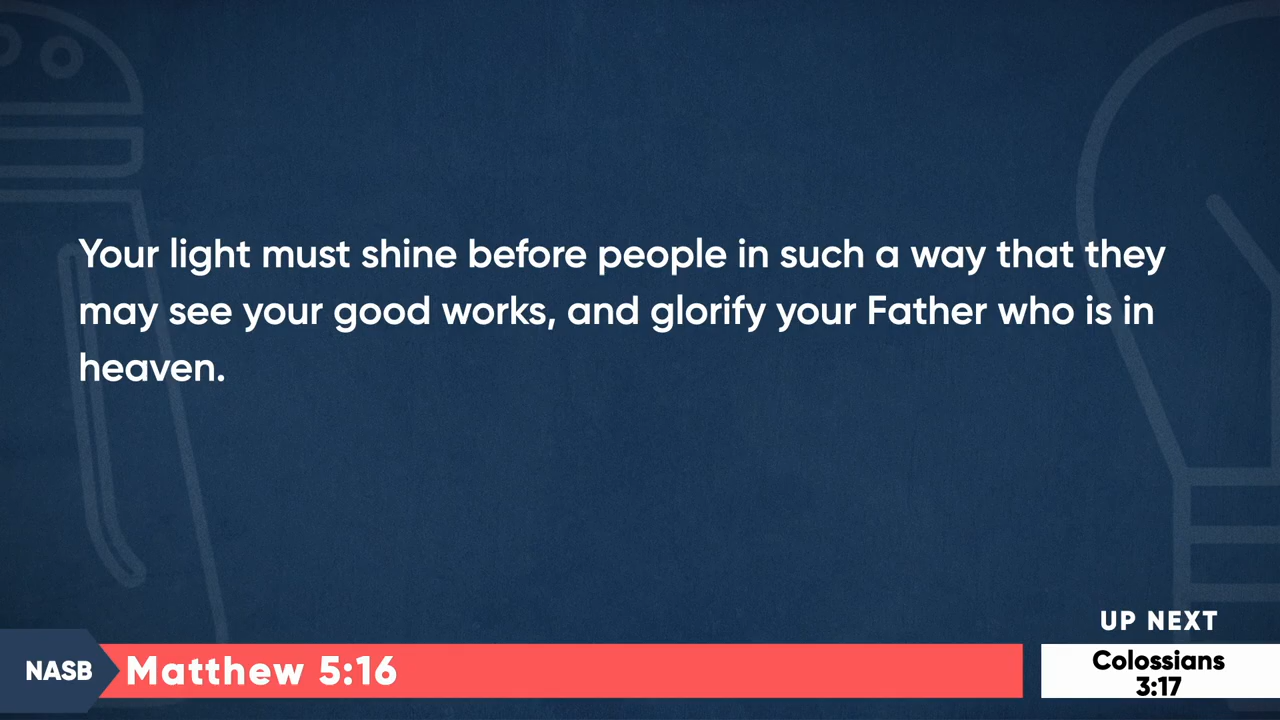 Your light must shine before people in such a way that they
may see your good works, and glorify your Father who is in
heaven.
UP NEXT
NASB
Matthew 5:16
Colossians
3:17